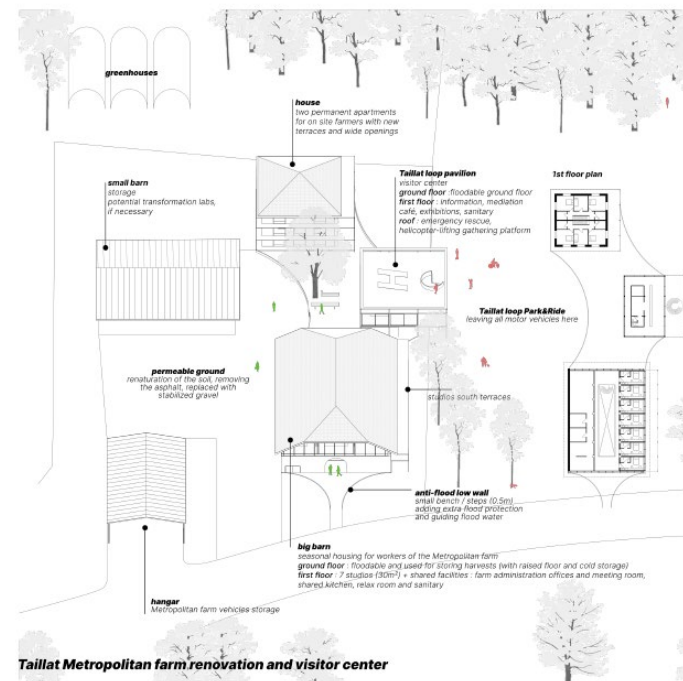 greenhouses
house
two permanent apartments
for on site farmers with new
terraces and wide openings
small barn
storage
potential transformation labs,
if necessary
Taillat loop pavilion
visitor center
ground floor :floodable ground floor
first floor : information, mediation
café, exhibitions, sanitary
roof : emergency rescue,
helicopter-lifting gathering platform
1st floor plan
H
Taillat loop Park&Ride
leaving all motor vehicles here
permeable ground
renaturation of the soil, removing
the asphalt, replaced with
stabilized gravel
studios south terraces
anti-flood low wall
small bench / steps (0.5m)
adding extra flood protection
and guiding flood water
big barn
seasonal housing for workers of the Metropolitan farm
ground floor : floodable and used for storing harvests (with raised floor and cold storage)
first floor : 7 studios (30m²) + shared facilities : farm administration offices and meeting room,
shared kitchen, relax room and sanitary
hangar
Metropolitan farm vehicles storage
Taillat Metropolitan farm renovation and visitor center